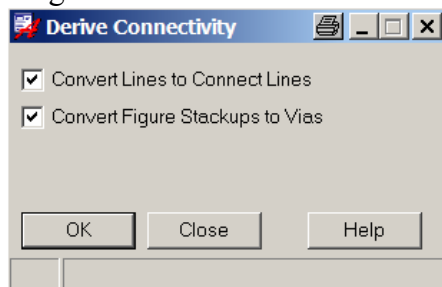 Derive Connectivity
Convert Lines to Connect Lines
Convert Figure Stackups to Vias
OK Close Help